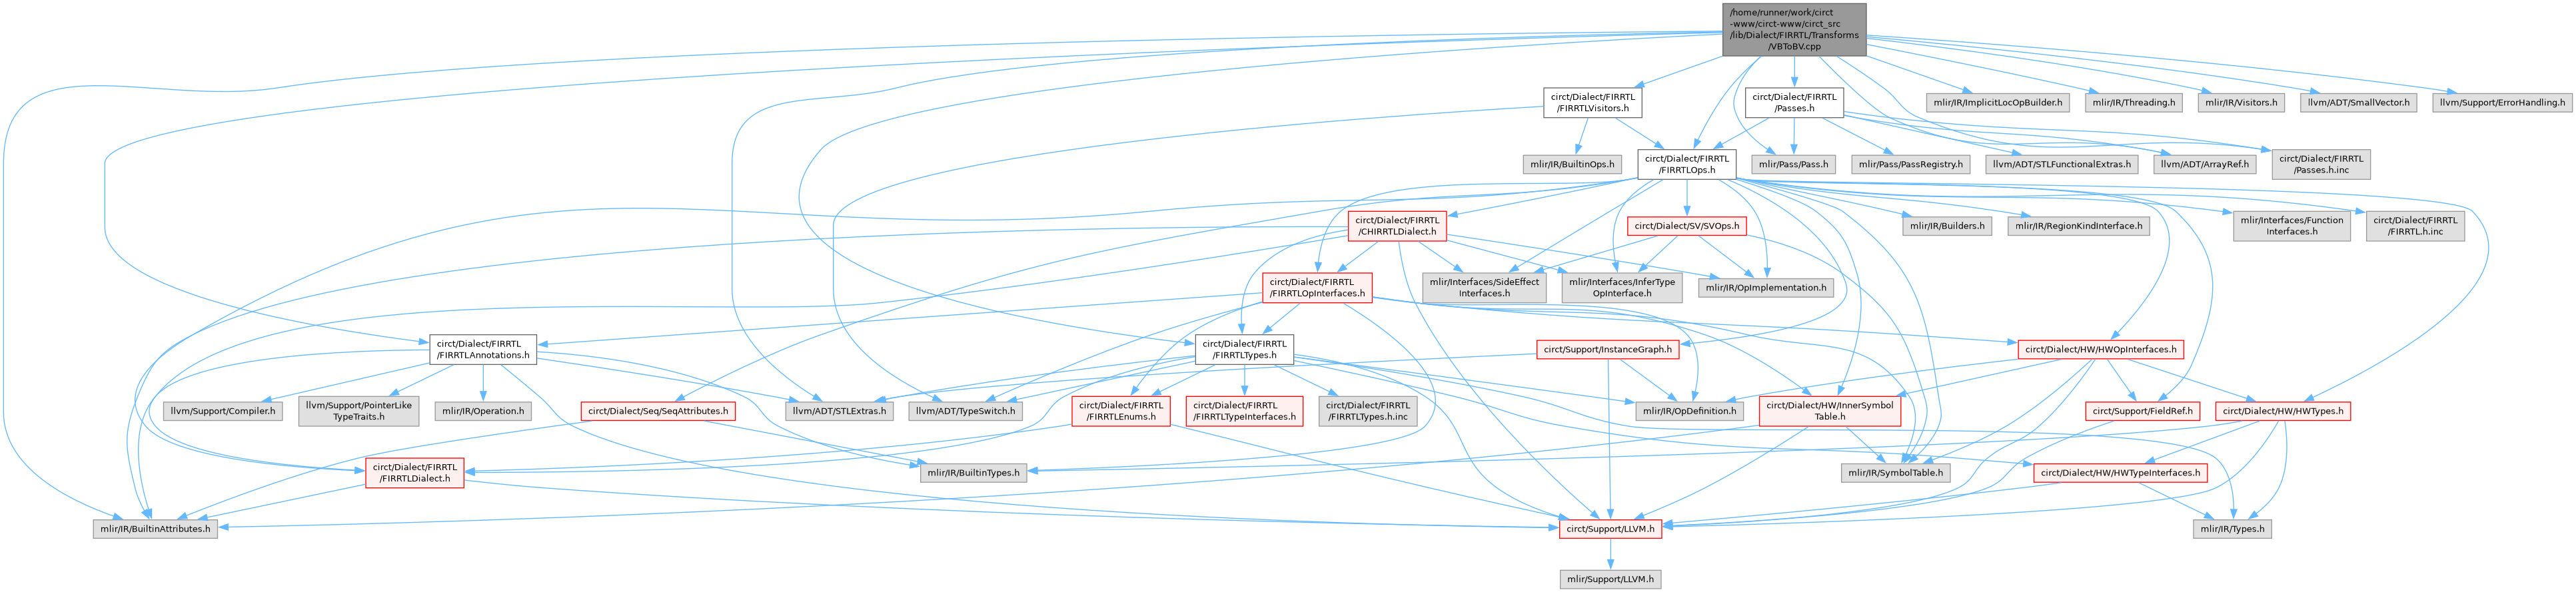 /home/runner/work/circt
-www/circt-www/circt_src
/lib/Dialect/FIRRTL/Transforms
/VBToBV.cpp
circt/Dialect/FIRRTL
/FIRRTLVisitors.h
circt/Dialect/FIRRTL
/Passes.h
mlir/IR/ImplicitLocOpBuilder.h
mlir/IR/Threading.h
mlir/IR/Visitors.h
llvm/ADT/SmallVector.h
llvm/Support/ErrorHandling.h
mlir/IR/BuiltinOps.h
circt/Dialect/FIRRTL
/FIRRTLOps.h
mlir/Pass/Pass.h
mlir/Pass/PassRegistry.h
llvm/ADT/STLFunctionalExtras.h
llvm/ADT/ArrayRef.h
circt/Dialect/FIRRTL
/Passes.h.inc
circt/Dialect/FIRRTL
/CHIRRTLDialect.h
circt/Dialect/SV/SVOps.h
mlir/IR/Builders.h
mlir/IR/RegionKindInterface.h
mlir/Interfaces/Function
Interfaces.h
circt/Dialect/FIRRTL
/FIRRTL.h.inc
circt/Dialect/FIRRTL
/FIRRTLOpInterfaces.h
mlir/Interfaces/SideEffect
Interfaces.h
mlir/Interfaces/InferType
OpInterface.h
mlir/IR/OpImplementation.h
circt/Dialect/FIRRTL
/FIRRTLAnnotations.h
circt/Dialect/FIRRTL
/FIRRTLTypes.h
circt/Support/InstanceGraph.h
circt/Dialect/HW/HWOpInterfaces.h
llvm/Support/Compiler.h
llvm/Support/PointerLike
TypeTraits.h
mlir/IR/Operation.h
circt/Dialect/Seq/SeqAttributes.h
llvm/ADT/STLExtras.h
llvm/ADT/TypeSwitch.h
circt/Dialect/FIRRTL
/FIRRTLEnums.h
circt/Dialect/FIRRTL
/FIRRTLTypeInterfaces.h
circt/Dialect/FIRRTL
/FIRRTLTypes.h.inc
mlir/IR/OpDefinition.h
circt/Dialect/HW/InnerSymbol
Table.h
circt/Support/FieldRef.h
circt/Dialect/HW/HWTypes.h
circt/Dialect/FIRRTL
/FIRRTLDialect.h
mlir/IR/BuiltinTypes.h
mlir/IR/SymbolTable.h
circt/Dialect/HW/HWTypeInterfaces.h
mlir/IR/BuiltinAttributes.h
circt/Support/LLVM.h
mlir/IR/Types.h
mlir/Support/LLVM.h